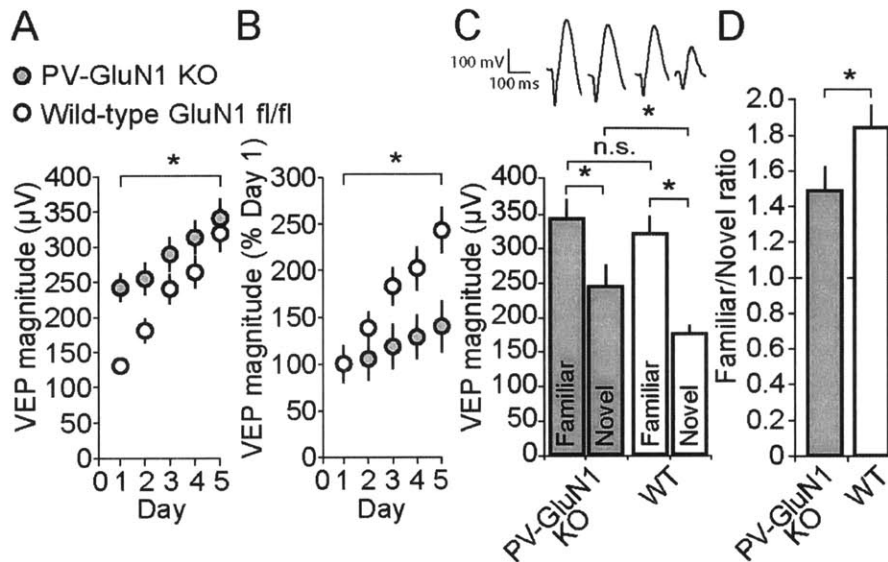 A
B
C
D
PV-GluN1 KO
Wild-type GluN1 fl/fl
VEP magnitude (µV)
400
350
300
250
200
150
100
50
0
0 1 2 3 4 5
Day
*
VEP magnitude (% Day 1)
300
250
200
150
100
50
0
0 1 2 3 4 5
Day
*
100 mV
100 ms
*
n.s.
*
*
VEP magnitude (µV)
400
350
300
250
200
150
100
50
0
Familiar
Novel
Familiar
Novel
PV-GluN1
KO
WT
*
Familiar/Novel ratio
2.0
1.8
1.6
1.4
1.2
1.0
0.8
0.6
0.4
0.2
0
PV-GluN1
KO
WT